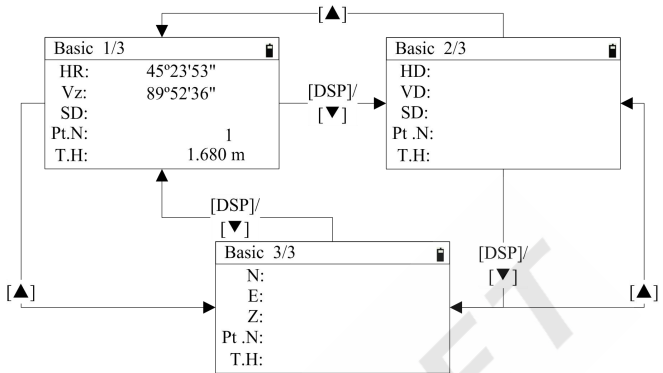 [▲]
Basic 1/3
HR: 45º23'53"
Vz: 89º52'36"
SD:
Pt.N: 1
T.H: 1.680 m
[DSP]/
[▼]
Basic 2/3
HD:
VD:
SD:
Pt .N:
T.H:
[DSP]/
[▼]
Basic 3/3
N:
E:
Z:
Pt .N:
T.H:
[DSP]/
[▼]
[▲]
[▲]